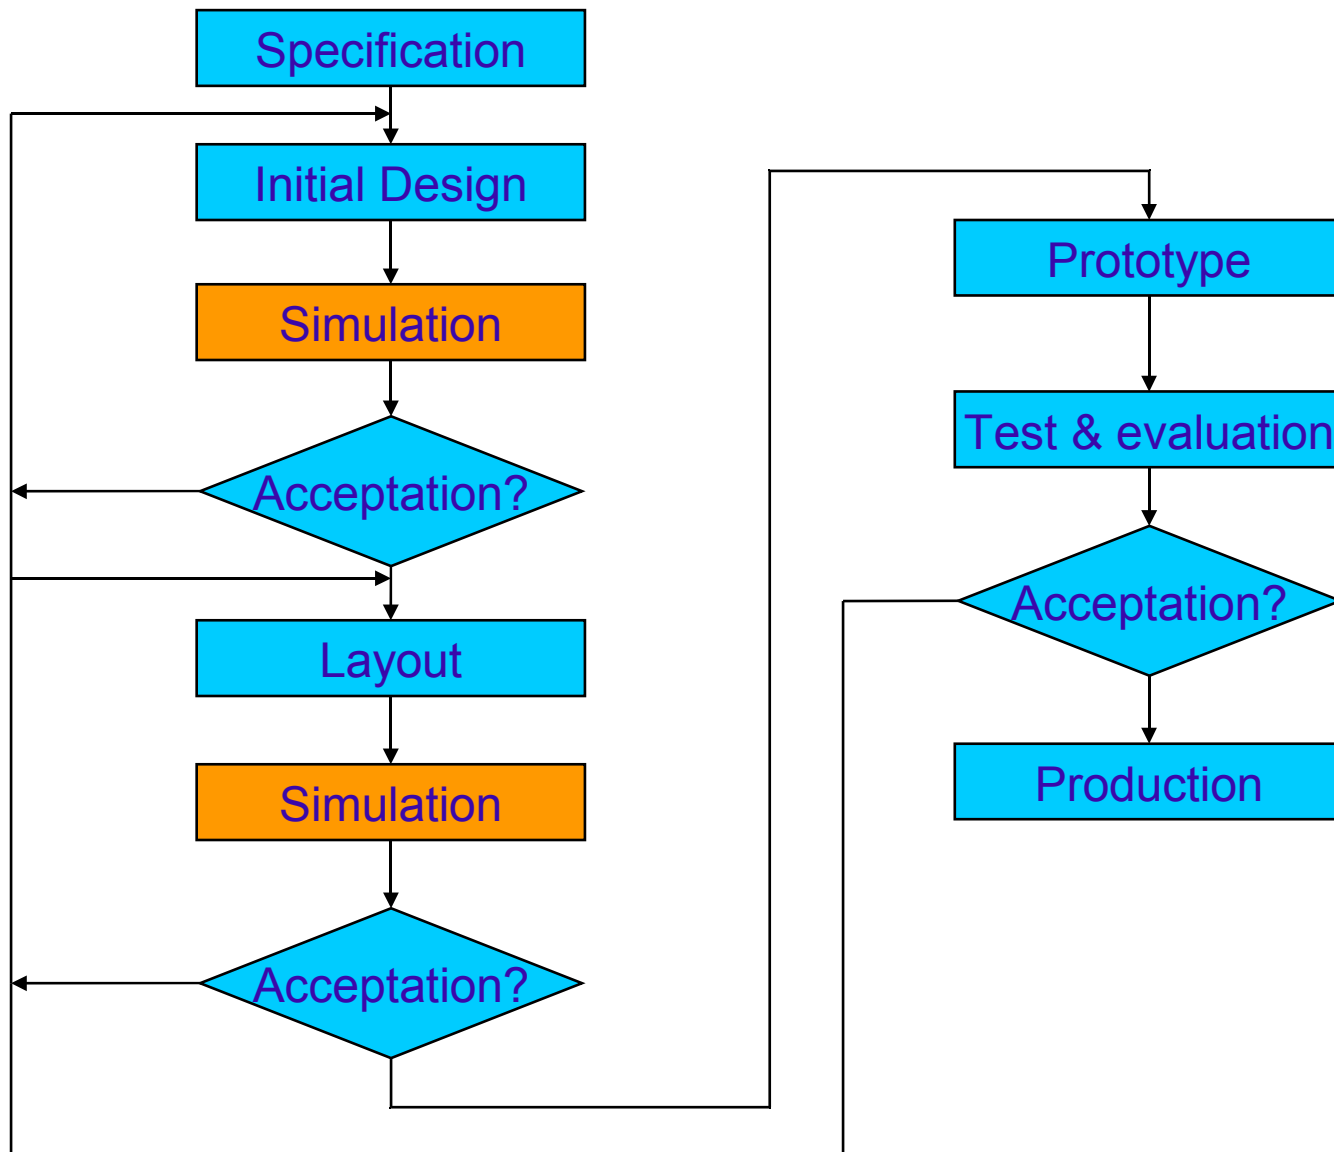 Specification
Initial Design
Simulation
Acceptation?
Layout
Simulation
Acceptation?
Prototype
Test & evaluation
Acceptation?
Production